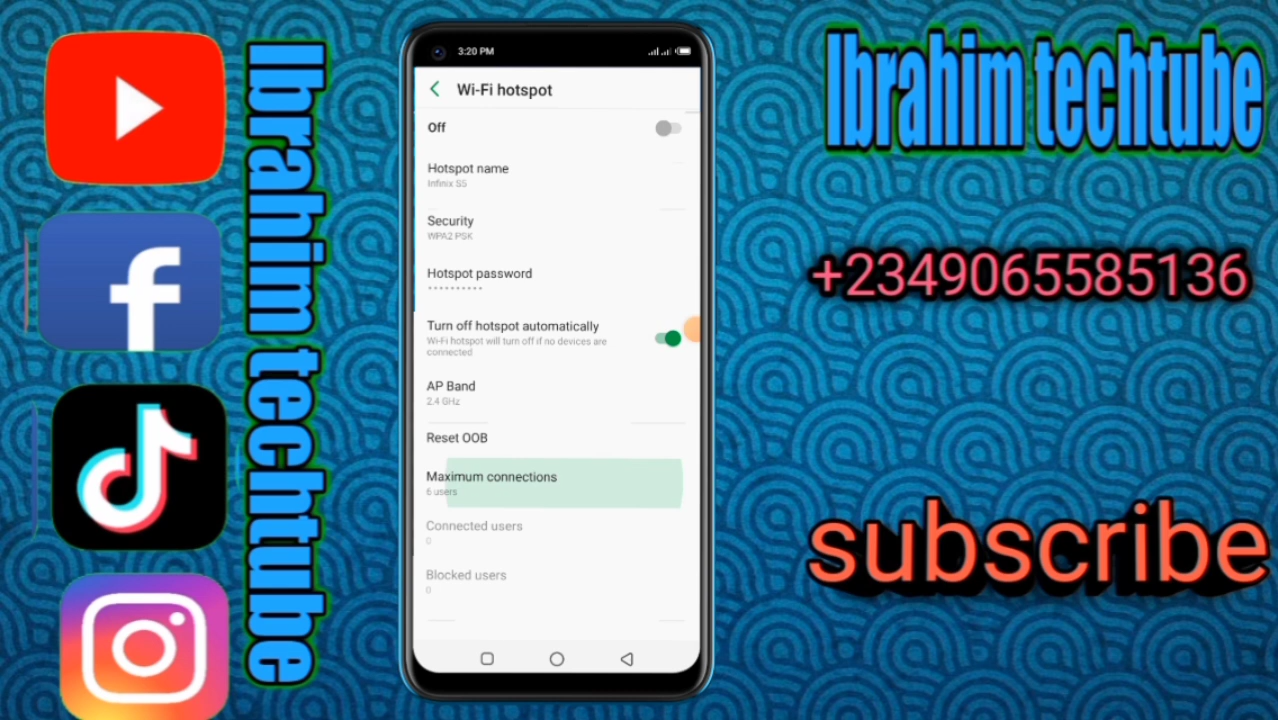 Ibrahim techtube
3:20 PM
Wi-Fi hotspot
Off
Hotspot name
Infinix S5
Security
WPA2 PSK
Hotspot password
••••••••••
Turn off hotspot automatically
Wi-Fi hotspot will turn off if no devices are
connected
AP Band
2.4 GHz
Reset OOB
Maximum connections
6 users
Connected users
0
Blocked users
0
Ibrahim techtube
+2349065585136
subscribe